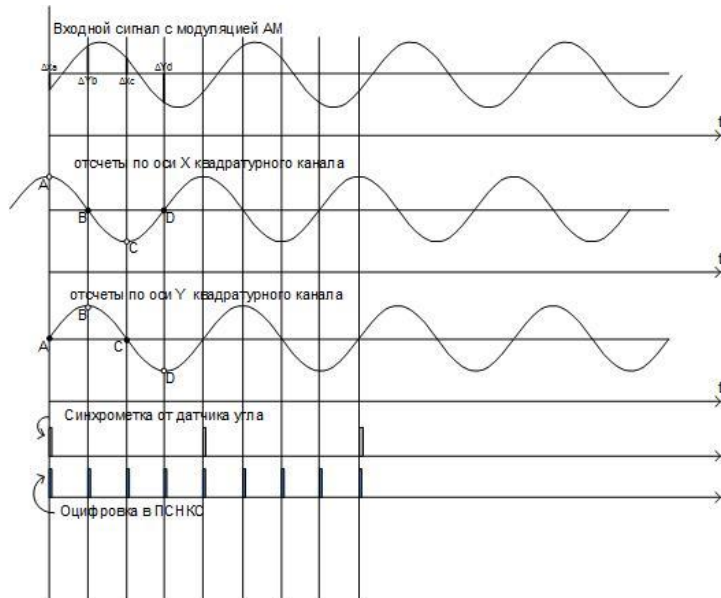 Входной сигнал с модуляцией АМ
ΔXa
ΔYb
ΔXc
ΔYd
t
отсчеты по оси X квадратурного канала
A
B
C
D
t
отсчеты по оси Y квадратурного канала
B
A
C
D
Синхрометка от датчика угла
Оцифровка в ПСНКС